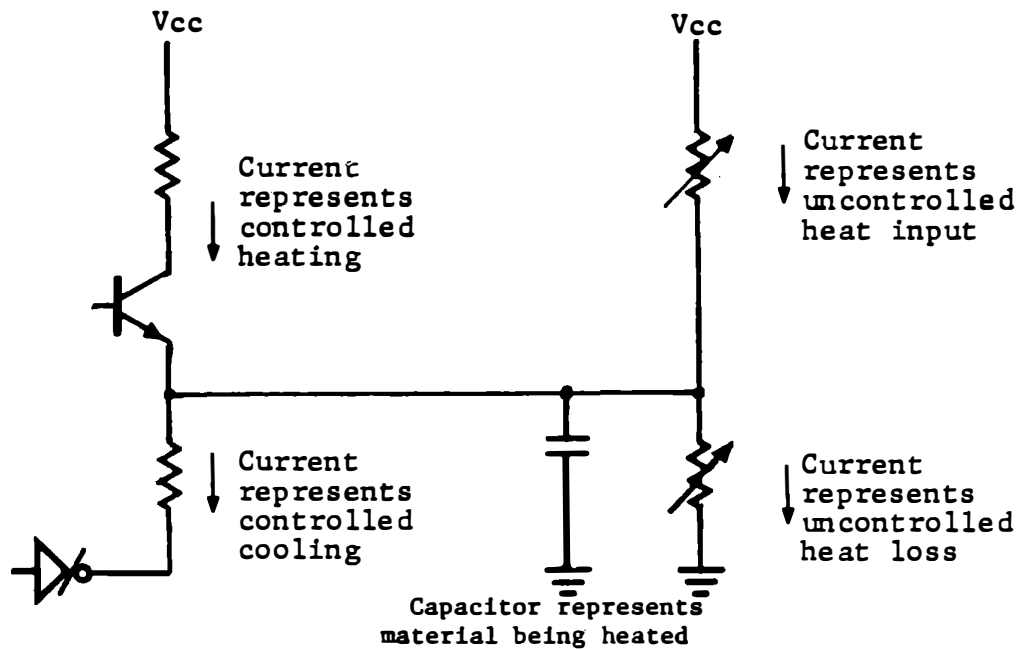 Vcc
Vcc
Current
represents
controlled
heating
Current
represents
uncontrolled
heat input
Current
represents
controlled
cooling
Current
represents
uncontrolled
heat loss
Capacitor represents
material being heated